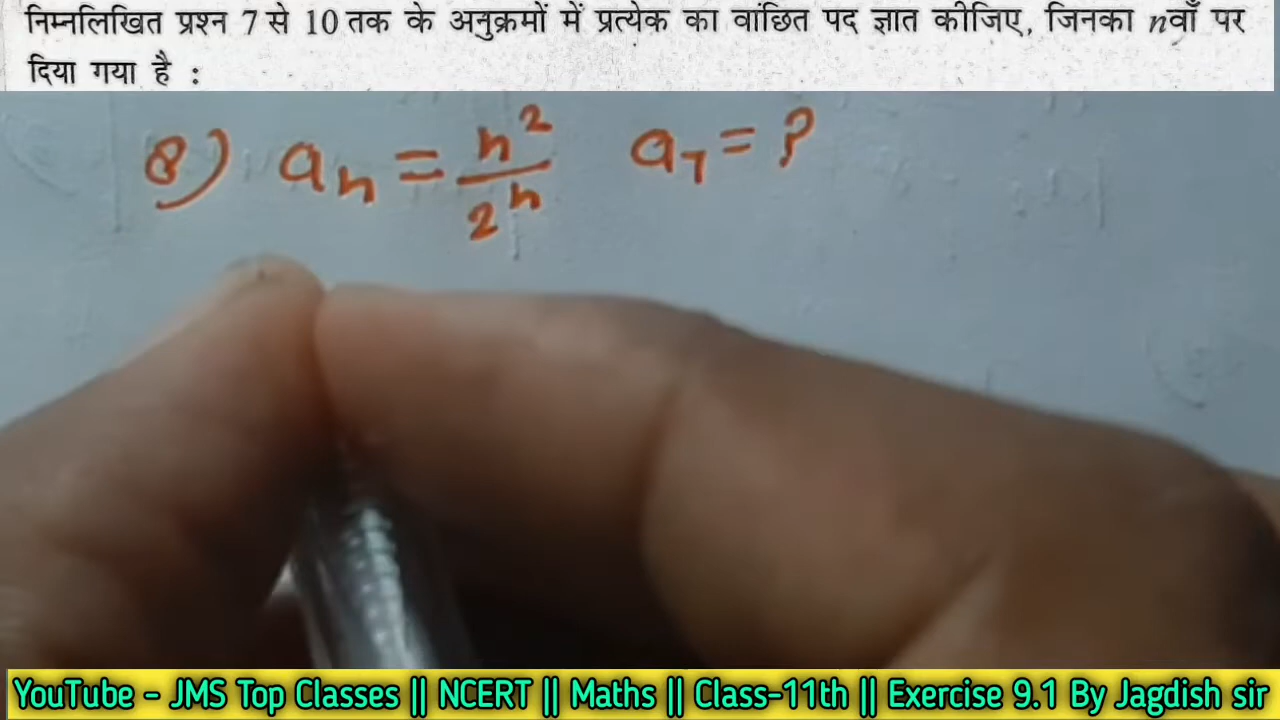 निम्नलिखित प्रश्न 7 से 10 तक के अनुक्रमों में प्रत्येक का वांछित पद ज्ञात कीजिए, जिनका nवाँ पर
दिया गया है :
8) aₙ = n²/2ⁿ a₇ = ?
YouTube - JMS Top Classes || NCERT || Maths || Class-11th || Exercise 9.1 By Jagdish sir